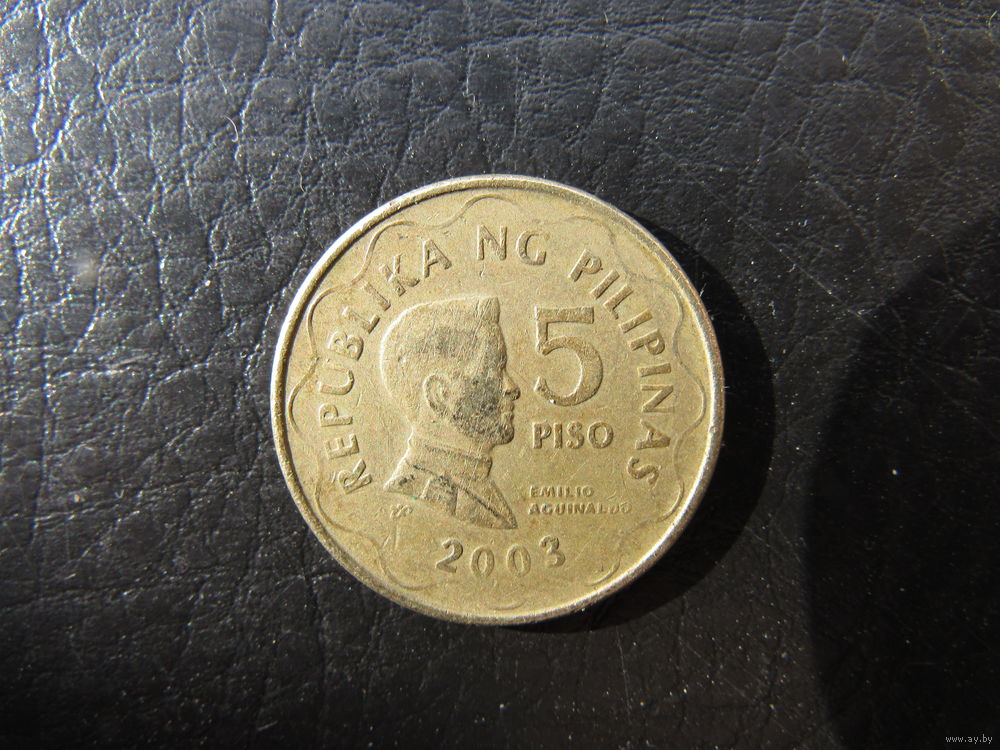 REPUBLIKA NG PILIPINAS
5
PISO
EMILIO
AGUINALDO
2003
www.ay.by